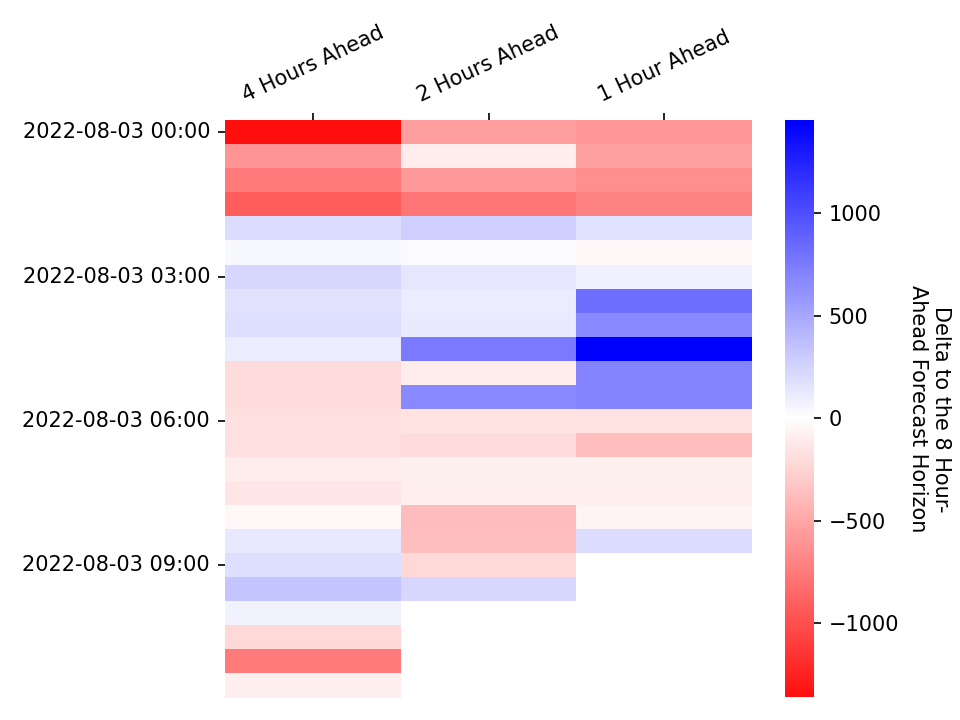 4 Hours Ahead
2 Hours Ahead
1 Hour Ahead
2022-08-03 00:00
2022-08-03 03:00
2022-08-03 06:00
2022-08-03 09:00
1000
500
0
−500
−1000
Delta to the 8 Hour-
Ahead Forecast Horizon